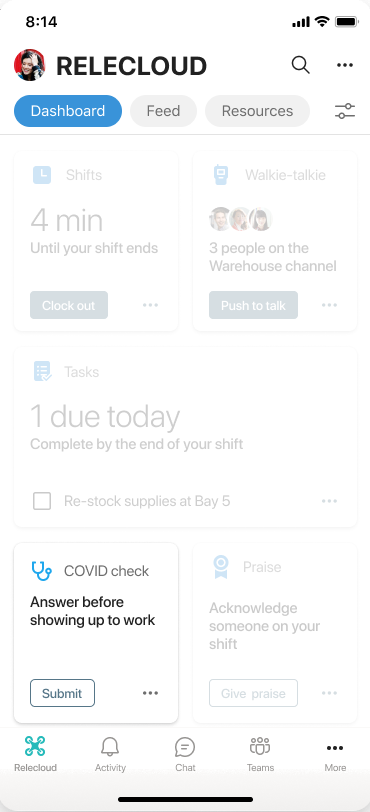 8:14
RELECLOUD
Dashboard
Feed
Resources
Shifts
4 min
Until your shift ends
Clock out
Walkie-talkie
3 people on the
Warehouse channel
Push to talk
Tasks
1 due today
Complete by the end of your shift
Re-stock supplies at Bay 5
COVID check
Answer before
showing up to work
Submit
Praise
Acknowledge
someone on your
shift
Give praise
Relecloud
Activity
Chat
Teams
More